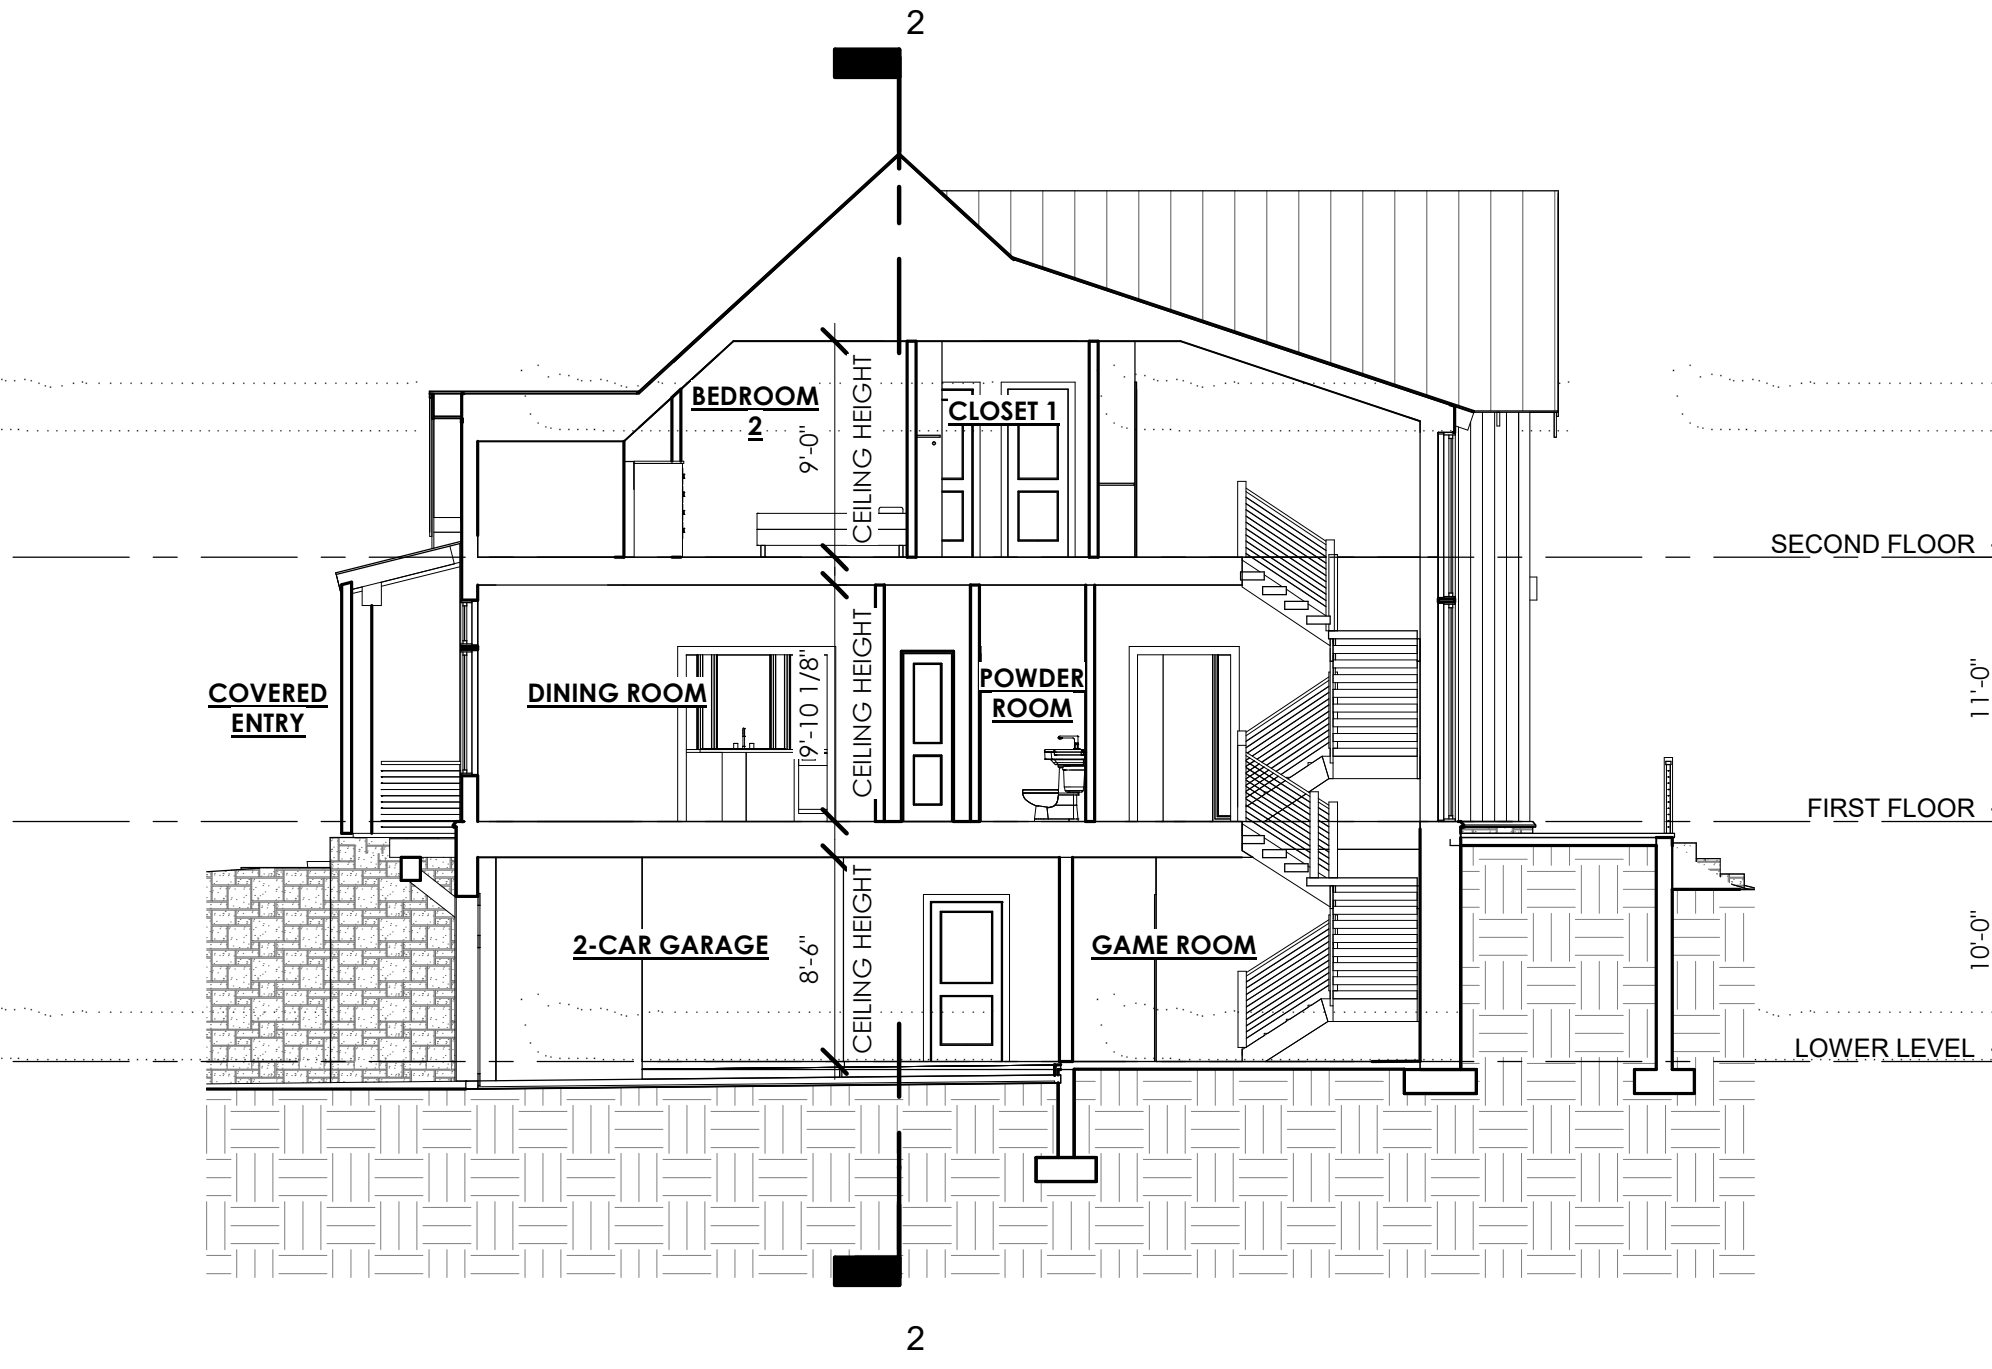 2
BEDROOM
2
9'-0"
CEILING HEIGHT
CLOSET 1
SECOND FLOOR
COVERED
ENTRY
DINING ROOM
9'-10 1/8"
CEILING HEIGHT
POWDER
ROOM
11'-0"
FIRST FLOOR
2-CAR GARAGE
8'-6"
CEILING HEIGHT
GAME ROOM
10'-0"
LOWER LEVEL
2